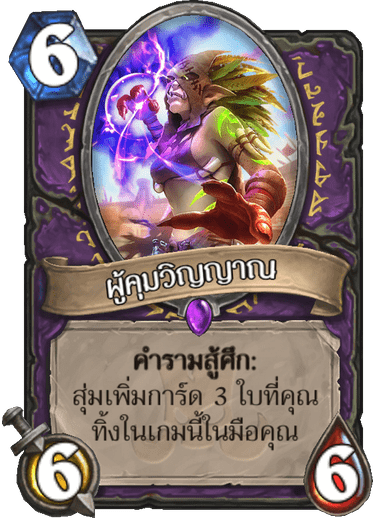 6
ผู้คุมวิญญาณ
คำรามสู้ศึก:
สุ่มเพิ่มการ์ด 3 ใบที่คุณ
ทิ้งในเกมนี้ในมือคุณ
6
6